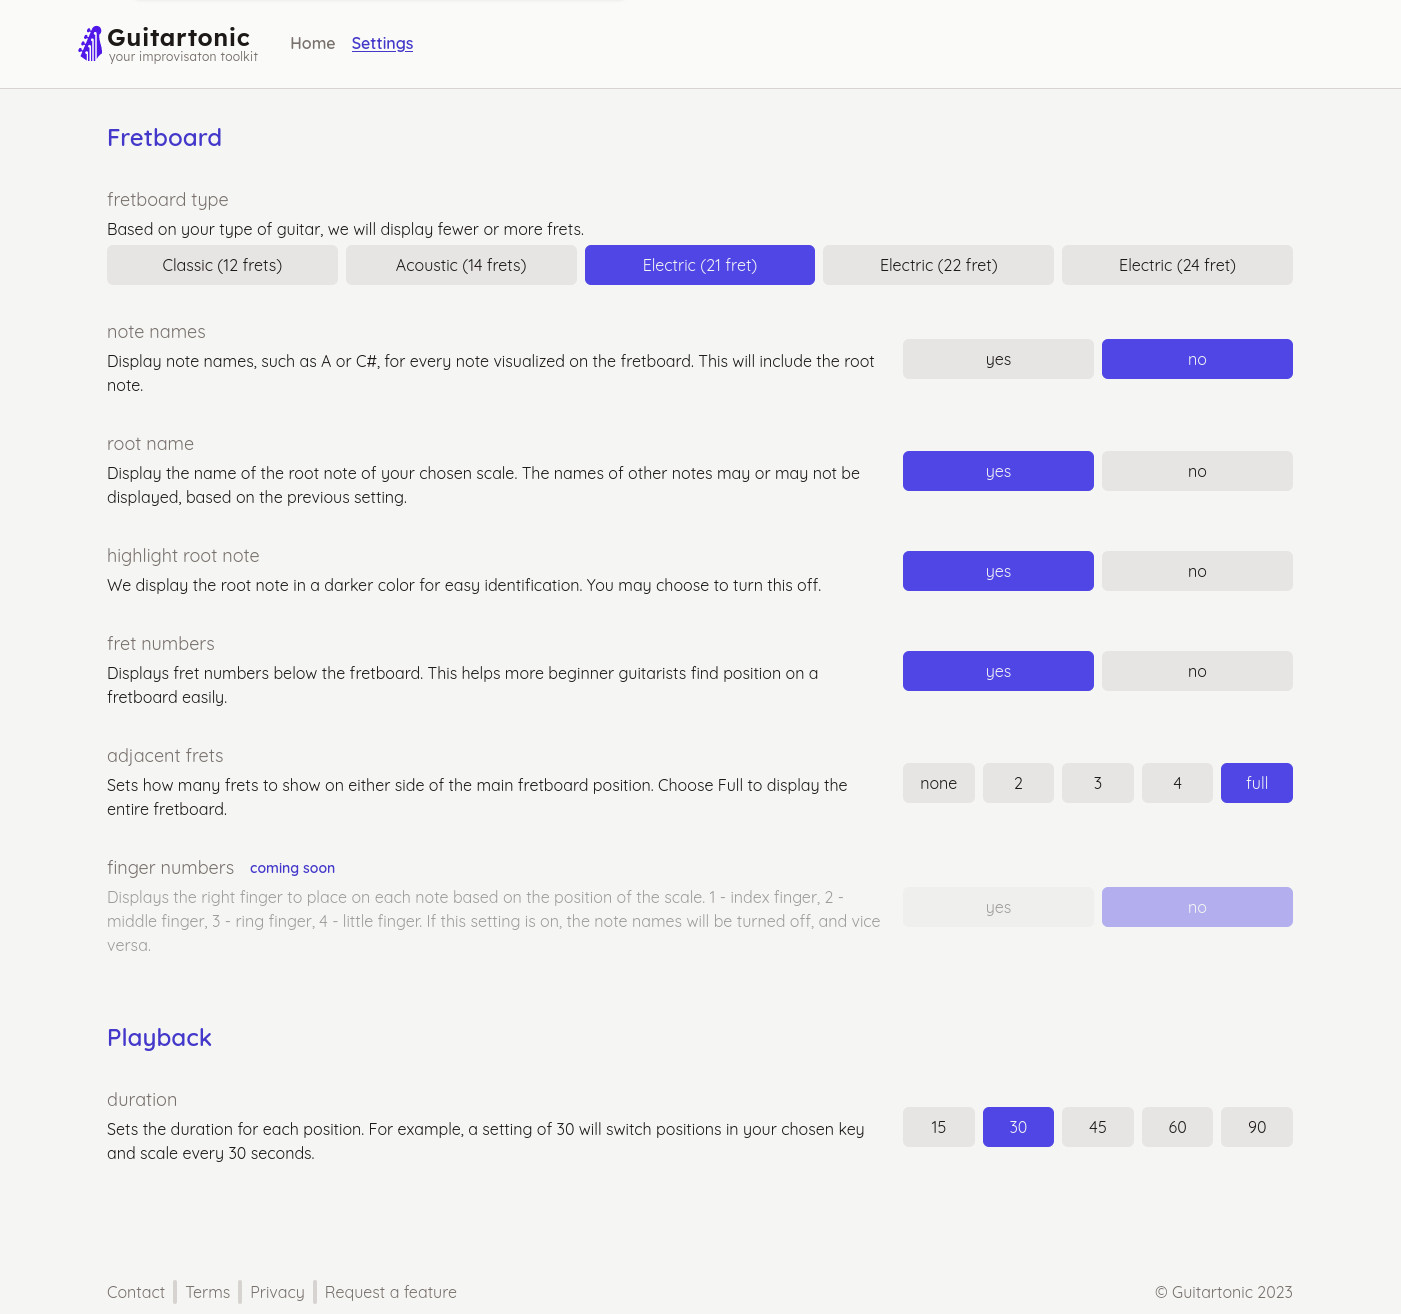 Guitartonic
your improvisaton toolkit
Home Settings
Fretboard
fretboard type
Based on your type of guitar, we will display fewer or more frets.
Classic (12 frets) Acoustic (14 frets) Electric (21 fret) Electric (22 fret) Electric (24 fret)
note names
Display note names, such as A or C#, for every note visualized on the fretboard. This will include the root
note.
yes no
root name
Display the name of the root note of your chosen scale. The names of other notes may or may not be
displayed, based on the previous setting.
yes no
highlight root note
We display the root note in a darker color for easy identification. You may choose to turn this off.
yes no
fret numbers
Displays fret numbers below the fretboard. This helps more beginner guitarists find position on a
fretboard easily.
yes no
adjacent frets
Sets how many frets to show on either side of the main fretboard position. Choose Full to display the
entire fretboard.
none 2 3 4 full
finger numbers coming soon
Displays the right finger to place on each note based on the position of the scale. 1 - index finger, 2 -
middle finger, 3 - ring finger, 4 - little finger. If this setting is on, the note names will be turned off, and vice
versa.
yes no
Playback
duration
Sets the duration for each position. For example, a setting of 30 will switch positions in your chosen key
and scale every 30 seconds.
15 30 45 60 90
Contact Terms Privacy Request a feature
© Guitartonic 2023